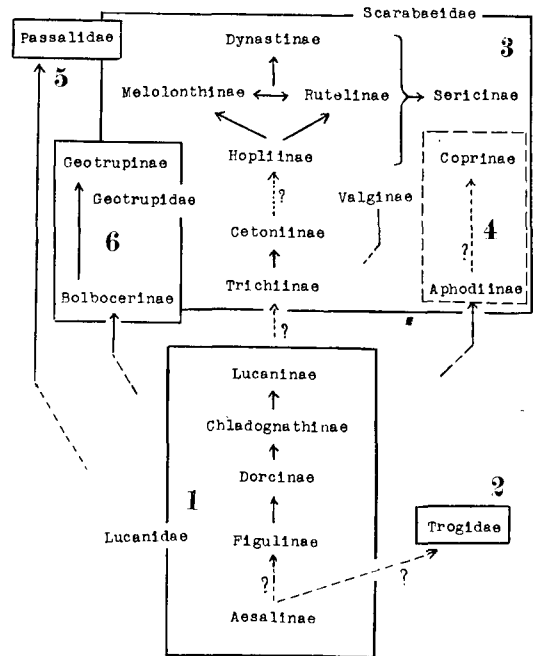 Scarabaeidae
Passalidae
Dynastinae
3
5
Melolonthinae
Rutelinae
Sericinae
Geotrupinae
Hopliinae
Coprinae
Geotrupidae
?
Valginae
6
Cetoniinae
?
4
Bolbocerinae
Trichiinae
Aphodiinae
?
Lucaninae
Chladognathinae
Dorcinae
1
2
Lucanidae
Figulinae
Trogidae
?
?
Aesalinae